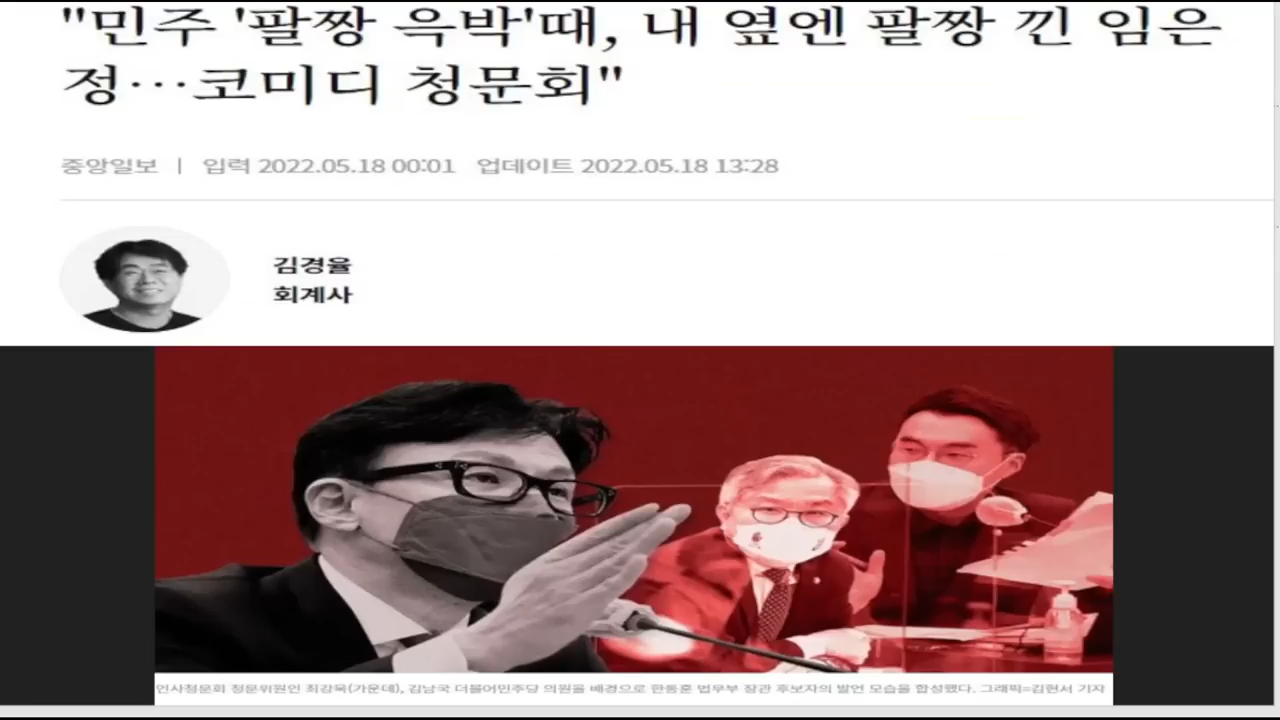 "민주 '팔짱 윽박'때, 내 옆엔 팔짱 낀 임은
정…코미디 청문회"
중앙일보 | 입력 2022.05.18 00:01 업데이트 2022.05.18 13:28
김경율
회계사
인사청문회 청문위원인 최강욱(가운데), 김남국 더불어민주당 의원을 배경으로 한동훈 법무부 장관 후보자의 발언 모습을 합성했다. 그래픽=김현서 기자